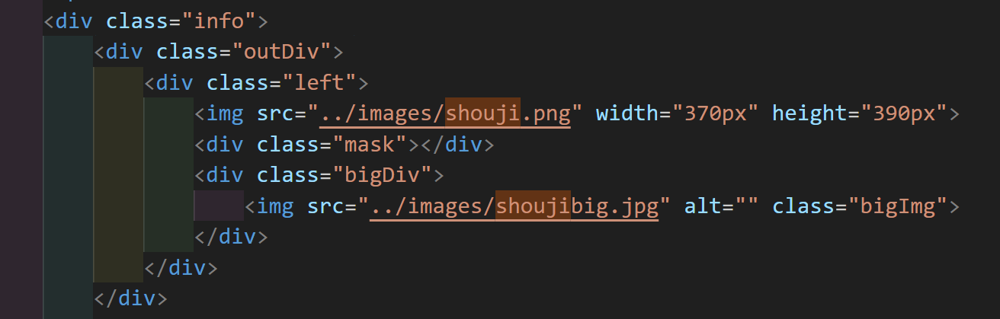 <div class="info">
<div class="outDiv">
<div class="left">
<img src="../images/shouji.png" width="370px" height="390px">
<div class="mask"></div>
<div class="bigDiv">
<img src="../images/shoujibig.jpg" alt="" class="bigImg">
</div>
</div>
</div>